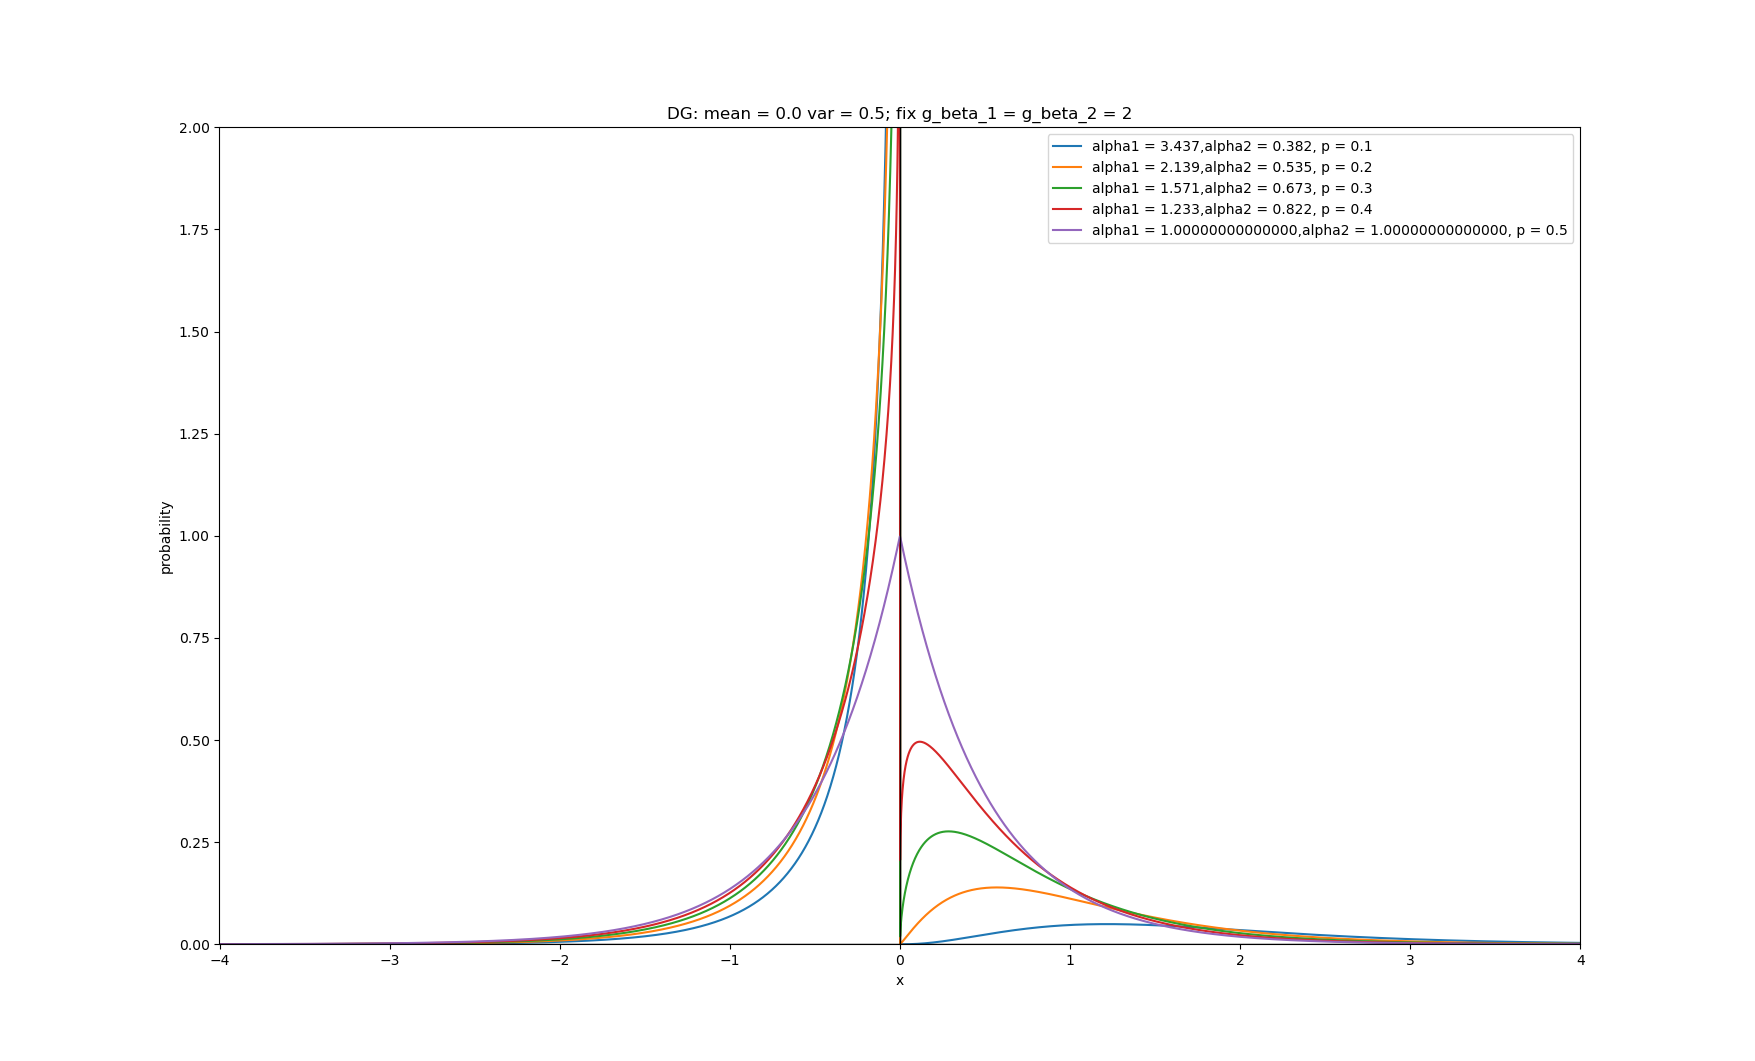 DG: mean = 0.0 var = 0.5; fix g_beta_1 = g_beta_2 = 2
alpha1 = 3.437,alpha2 = 0.382, p = 0.1
alpha1 = 2.139,alpha2 = 0.535, p = 0.2
alpha1 = 1.571,alpha2 = 0.673, p = 0.3
alpha1 = 1.233,alpha2 = 0.822, p = 0.4
alpha1 = 1.00000000000000,alpha2 = 1.00000000000000, p = 0.5
probability
2.00
1.75
1.50
1.25
1.00
0.75
0.50
0.25
0.00
−4 −3 −2 −1 0 1 2 3 4
x